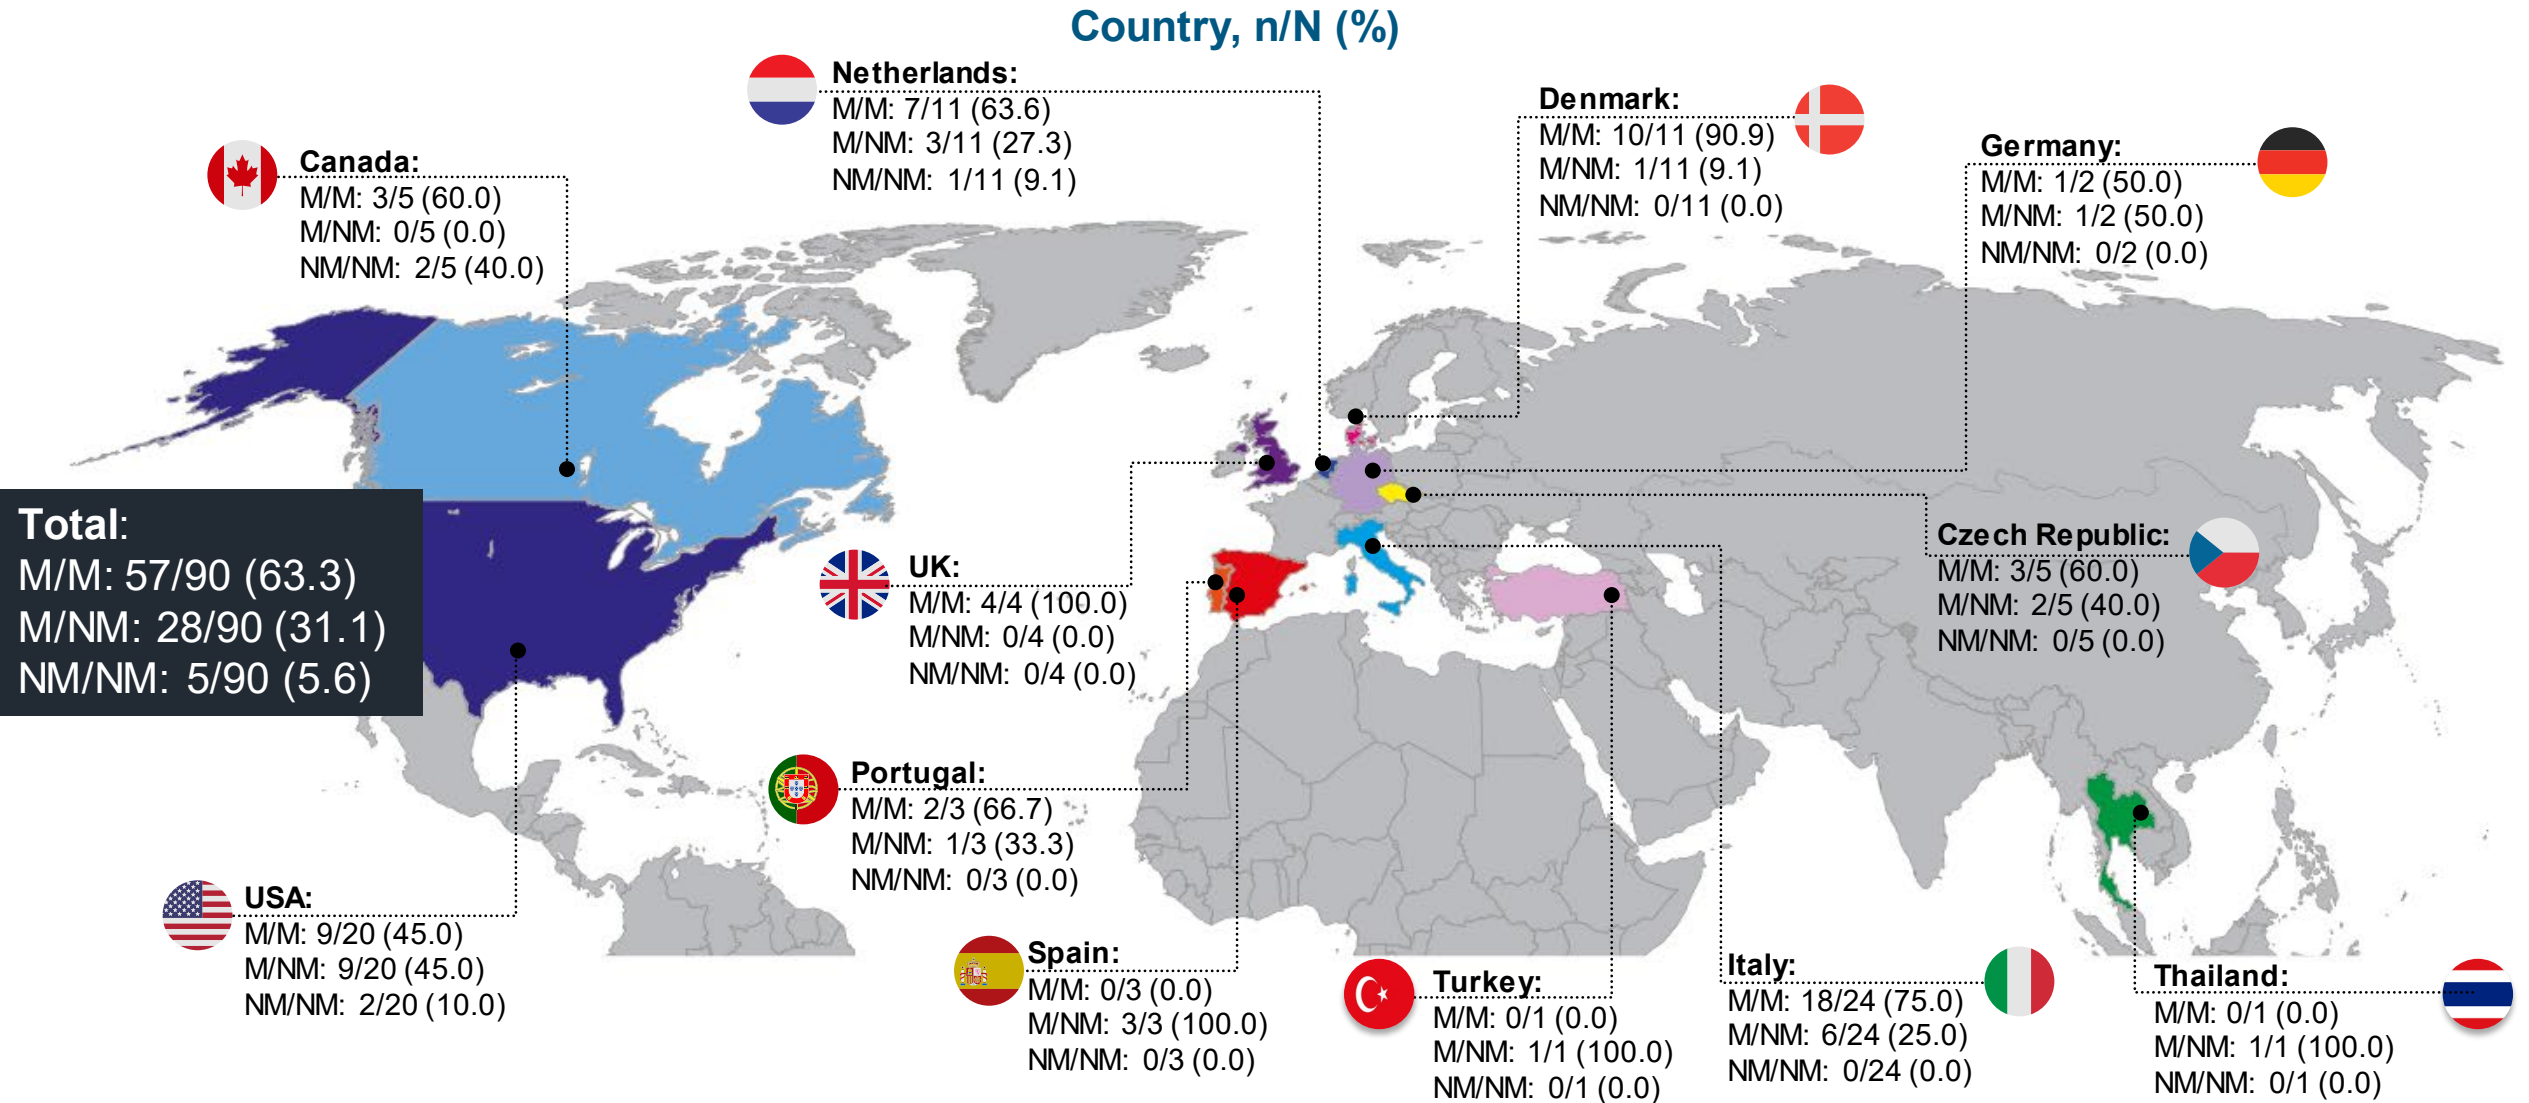 Country, n/N (%)
Netherlands:
M/M: 7/11 (63.6)
M/NM: 3/11 (27.3)
NM/NM: 1/11 (9.1)
Denmark:
M/M: 10/11 (90.9)
M/NM: 1/11 (9.1)
NM/NM: 0/11 (0.0)
Germany:
M/M: 1/2 (50.0)
M/NM: 1/2 (50.0)
NM/NM: 0/2 (0.0)
Canada:
M/M: 3/5 (60.0)
M/NM: 0/5 (0.0)
NM/NM: 2/5 (40.0)
Total:
M/M: 57/90 (63.3)
M/NM: 28/90 (31.1)
NM/NM: 5/90 (5.6)
UK:
M/M: 4/4 (100.0)
M/NM: 0/4 (0.0)
NM/NM: 0/4 (0.0)
Czech Republic:
M/M: 3/5 (60.0)
M/NM: 2/5 (40.0)
NM/NM: 0/5 (0.0)
Portugal:
M/M: 2/3 (66.7)
M/NM: 1/3 (33.3)
NM/NM: 0/3 (0.0)
USA:
M/M: 9/20 (45.0)
M/NM: 9/20 (45.0)
NM/NM: 2/20 (10.0)
Spain:
M/M: 0/3 (0.0)
M/NM: 3/3 (100.0)
NM/NM: 0/3 (0.0)
Turkey:
M/M: 0/1 (0.0)
M/NM: 1/1 (100.0)
NM/NM: 0/1 (0.0)
Italy:
M/M: 18/24 (75.0)
M/NM: 6/24 (25.0)
NM/NM: 0/24 (0.0)
Thailand:
M/M: 0/1 (0.0)
M/NM: 1/1 (100.0)
NM/NM: 0/1 (0.0)